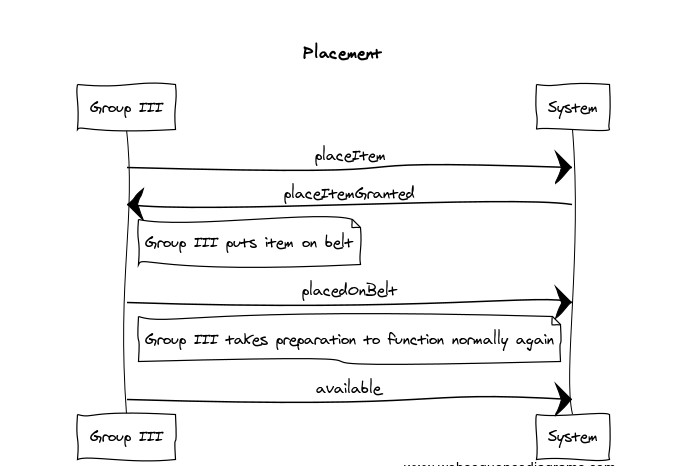 Placement
Group III System
placeItem
placeItemGranted
Group III puts item on belt
placedOnBelt
Group III takes preparation to function normally again
available
Group III System